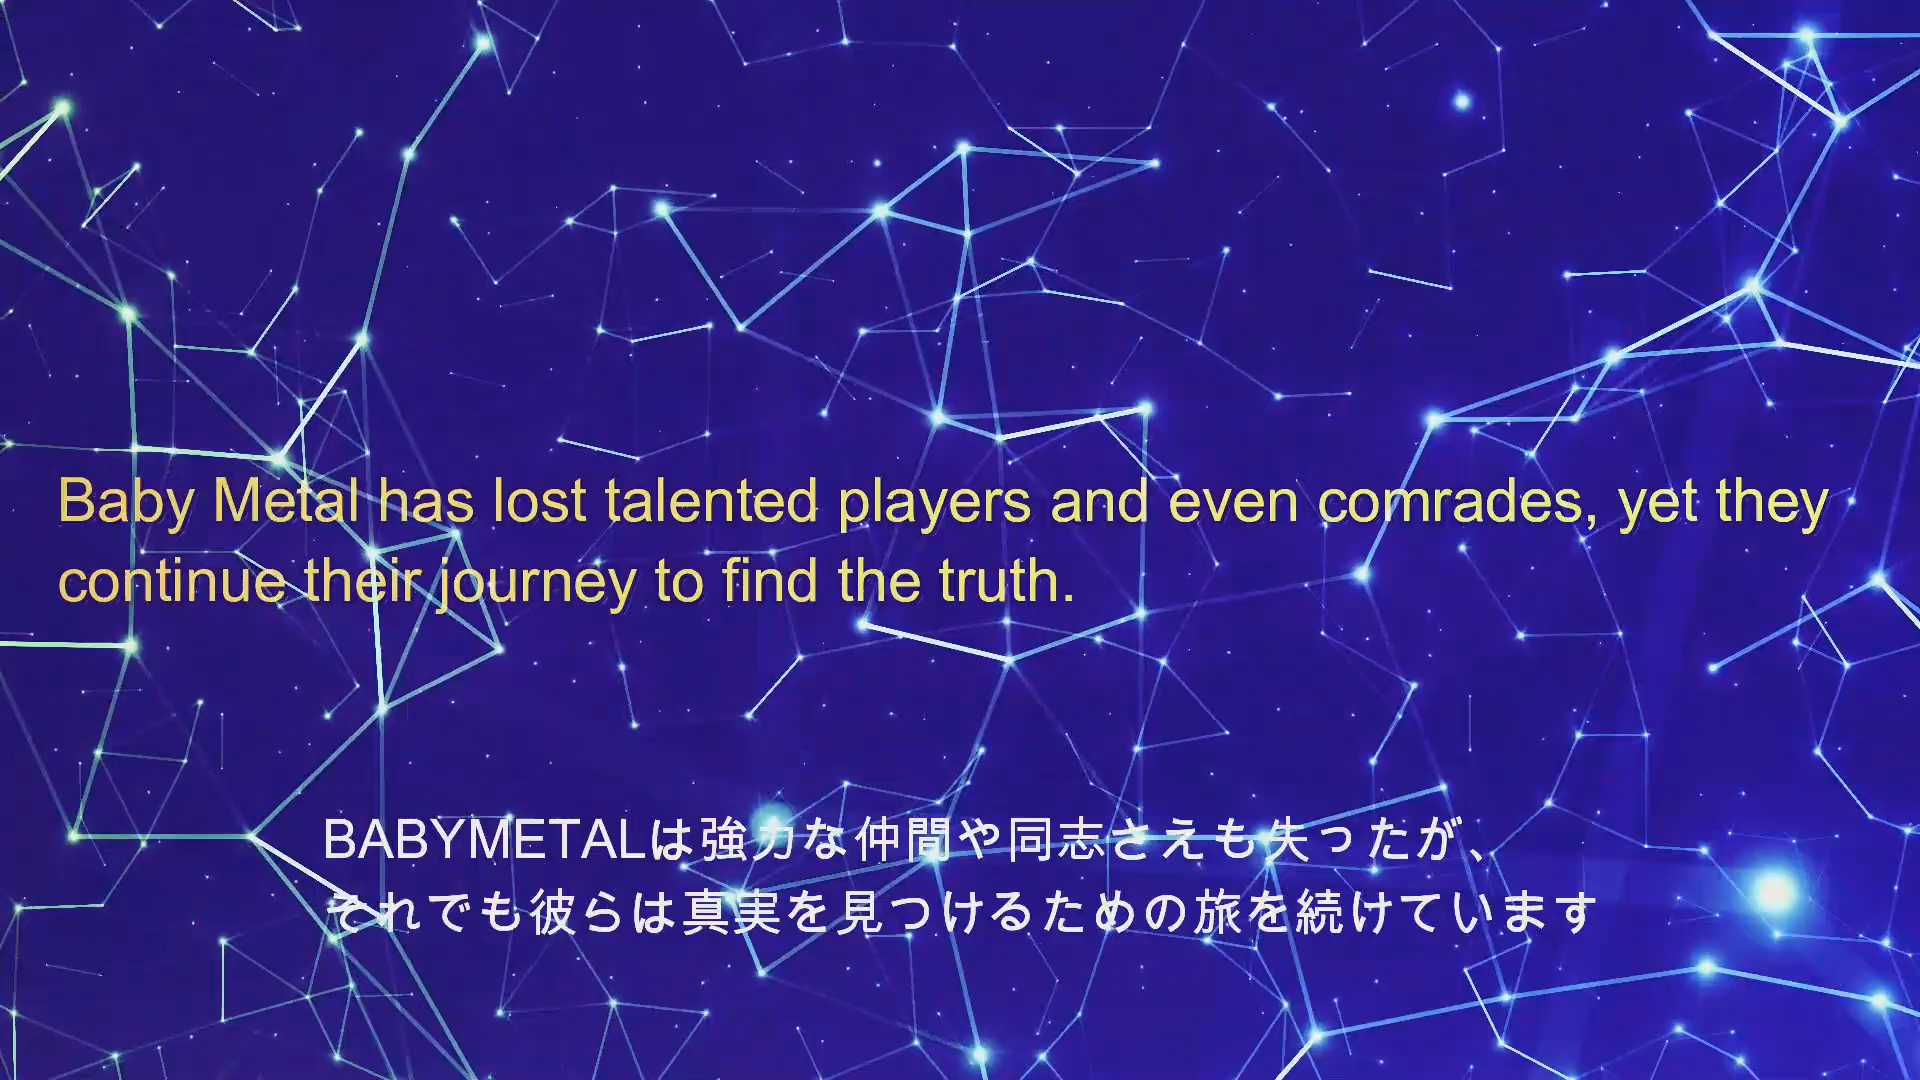 Baby Metal has lost talented players and even comrades, yet they
continue their journey to find the truth.
BABYMETALは強力な仲間や同志さえも失ったが、
それでも彼らは真実を見つけるための旅を続けています